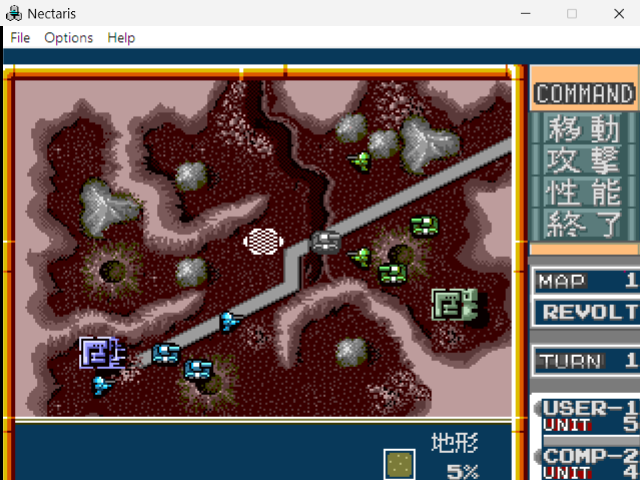 Nectaris
File Options Help
COMMAND
移動
攻撃
性能
終了
MAP 1
REVOLT
TURN 1
USER-1
UNIT 5
COMP-2
UNIT 4
地形
5%